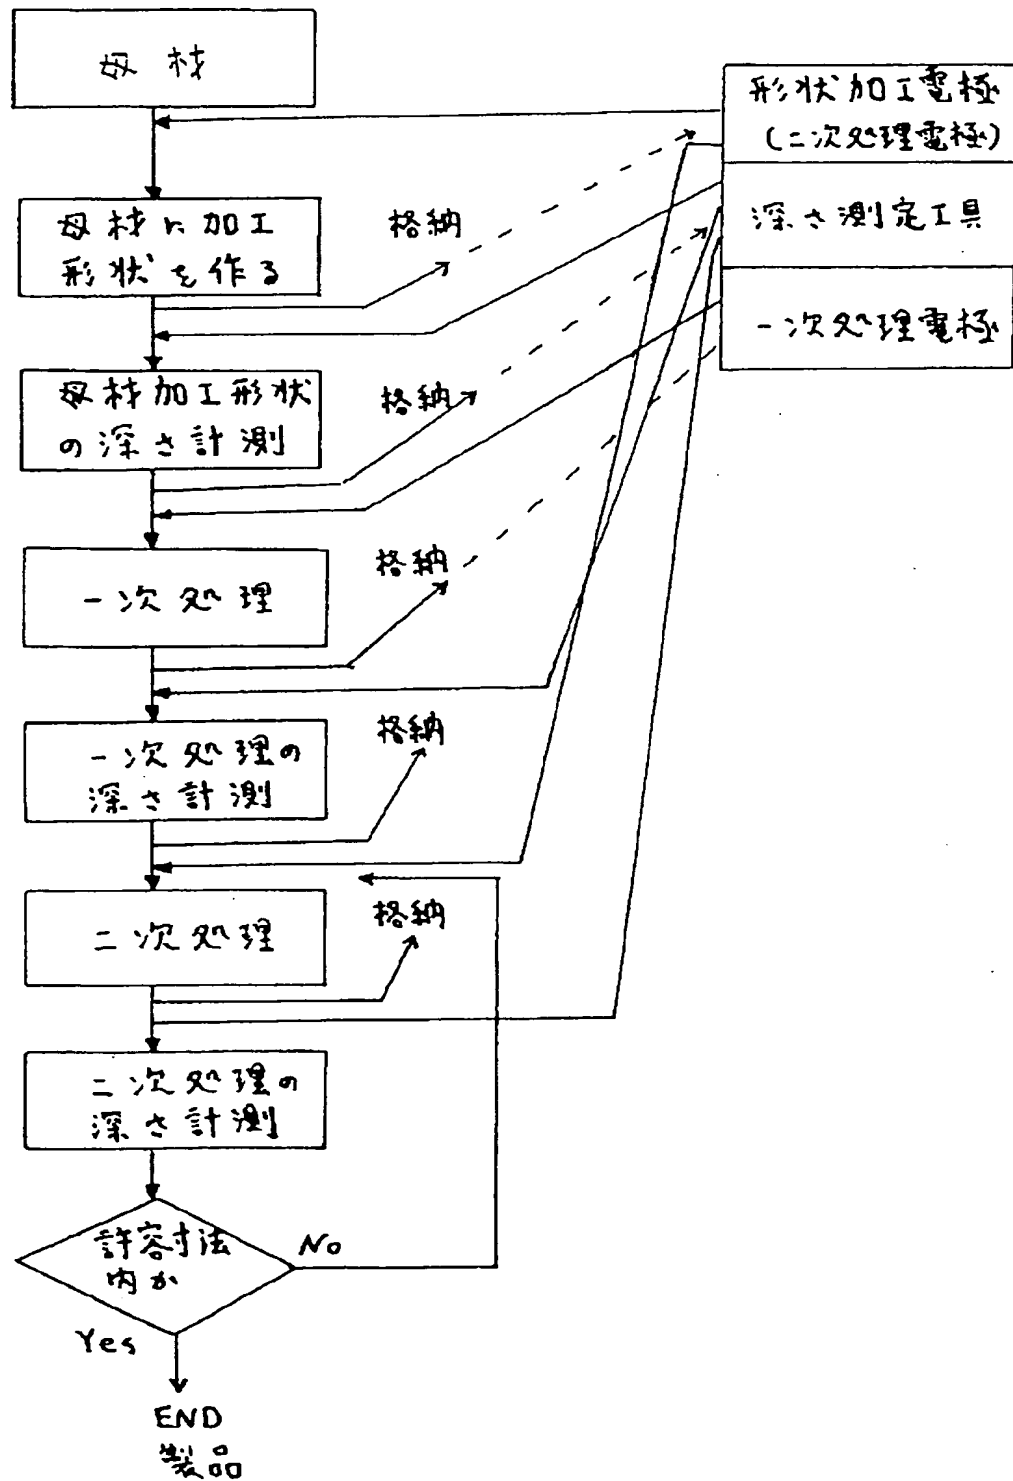 母材
形状加工電極
(二次処理電極)
深さ測定工具
一次処理電極
母材に加工
形状を作る
格納
母材加工形状
の深さ計測
格納
一次処理
格納
一次処理の
深さ計測
格納
二次処理
格納
二次処理の
深さ計測
許容寸法
内か
No
Yes
END
製品